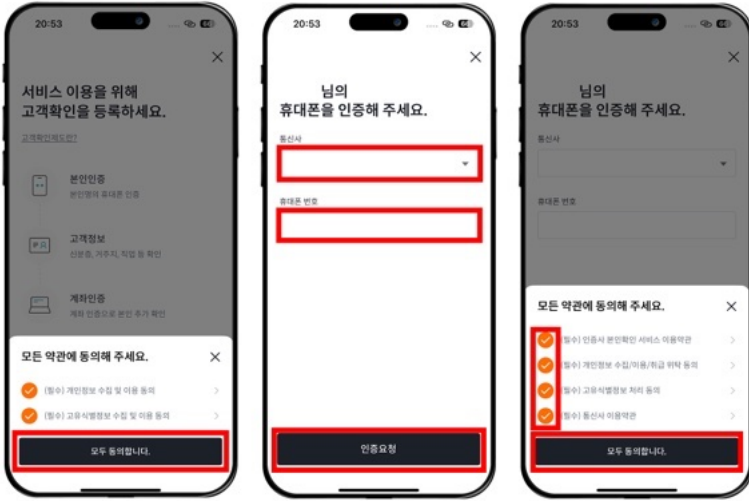 20:53
서비스 이용을 위해
고객확인을 등록하세요.
고객확인제도란?
본인인증
본인명의 휴대폰 인증
고객정보
신분증, 거주지, 직업 등 확인
계좌인증
계좌 인증으로 본인 추가 확인
모든 약관에 동의해 주세요.
(필수) 개인정보 수집 및 이용 동의
(필수) 고유식별정보 수집 및 이용 동의
모두 동의합니다.
20:53
님의
휴대폰을 인증해 주세요.
통신사
휴대폰 번호
인증요청
20:53
님의
휴대폰을 인증해 주세요.
통신사
휴대폰 번호
모든 약관에 동의해 주세요.
(필수) 인증사 본인확인 서비스 이용약관
(필수) 개인정보 수집/이용/취급 위탁 동의
(필수) 고유식별정보 처리 동의
(필수) 통신사 이용약관
모두 동의합니다.